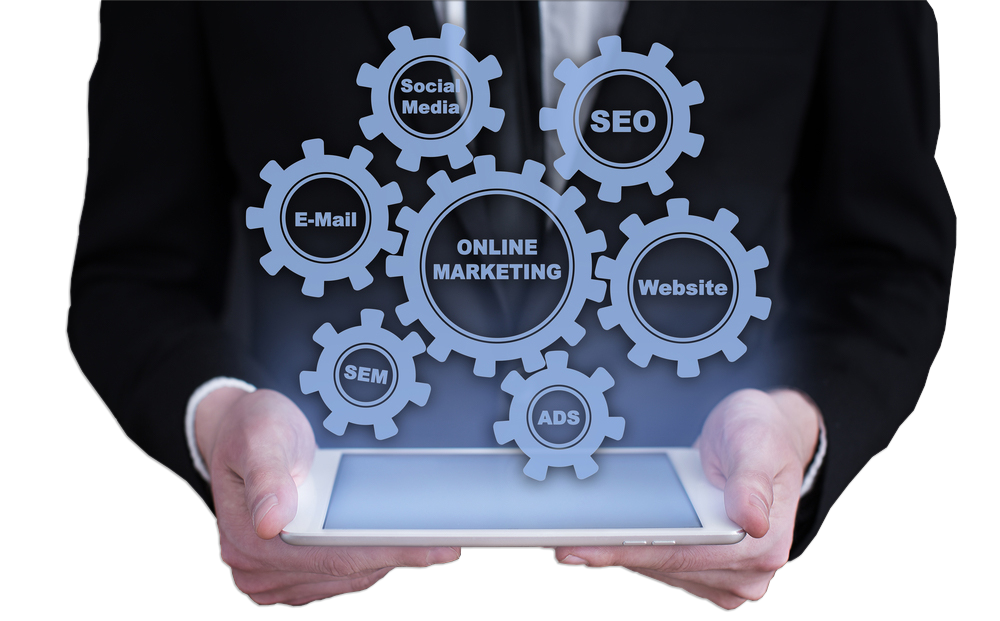 Social
Media
SEO
E-Mail
ONLINE
MARKETING
Website
SEM
ADS